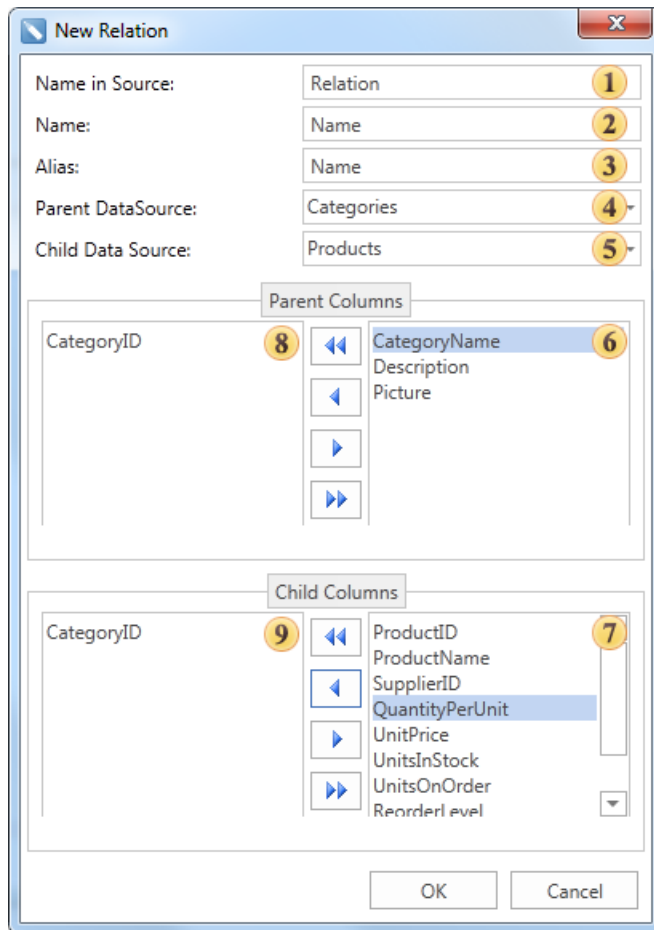 New Relation
Name in Source: Relation 1
Name: Name 2
Alias: Name 3
Parent DataSource: Categories 4
Child Data Source: Products 5
Parent Columns
CategoryID 8 CategoryName 6
Description
Picture
Child Columns
CategoryID 9 ProductID 7
ProductName
SupplierID
QuantityPerUnit
UnitPrice
UnitsInStock
UnitsOnOrder
ReorderLevel
OK Cancel